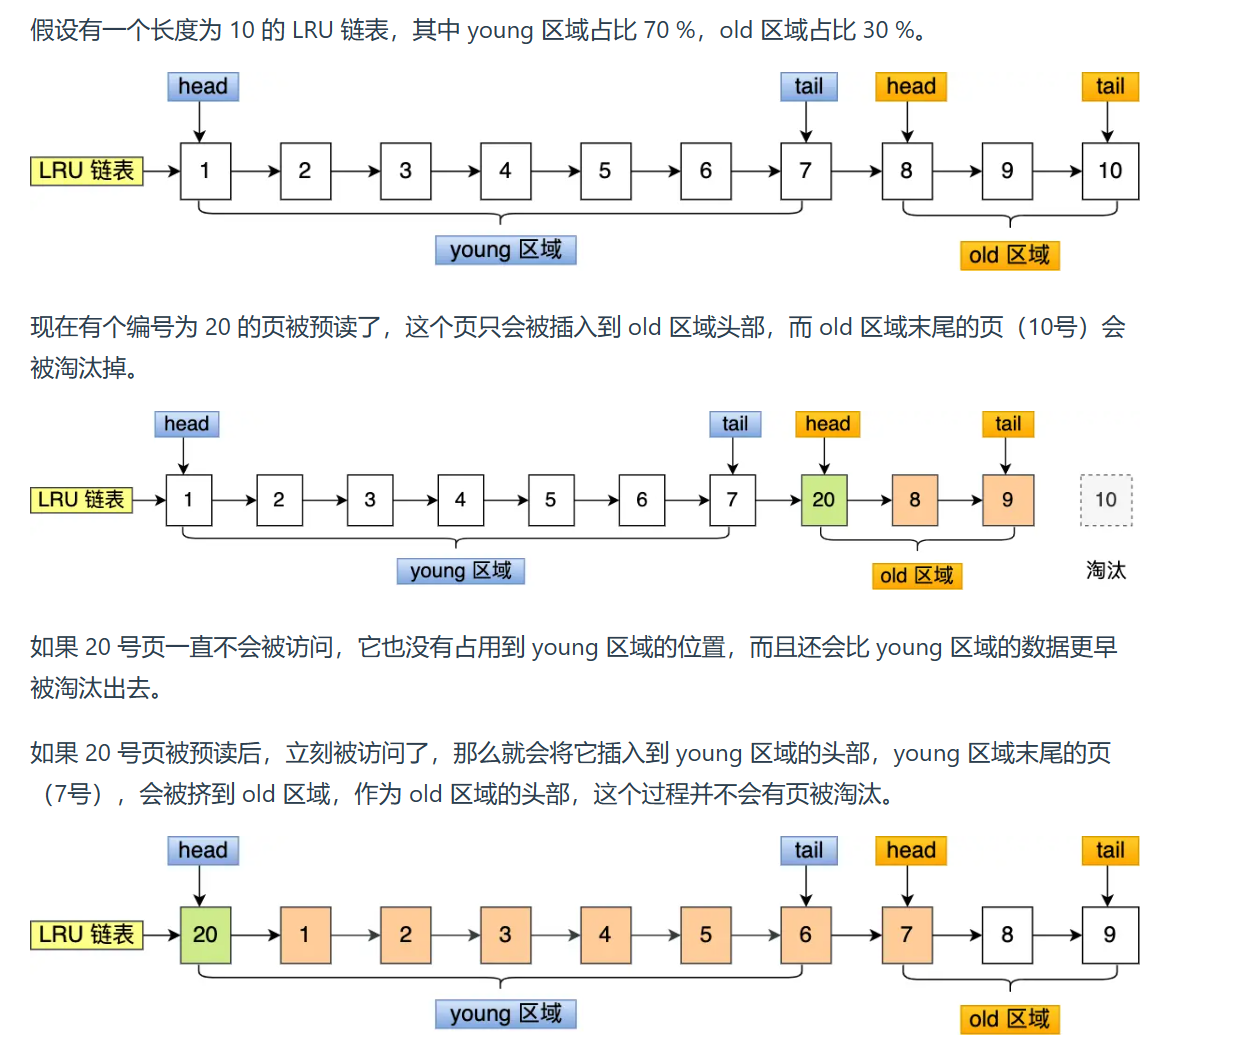 假设有一个长度为 10 的 LRU 链表，其中 young 区域占比 70 %，old 区域占比 30 %。
head tail head tail
LRU 链表 1 2 3 4 5 6 7 8 9 10
young 区域 old 区域
现在有个编号为 20 的页被预读了，这个页只会被插入到 old 区域头部，而 old 区域末尾的页（10号）会
被淘汰掉。
head tail head tail
LRU 链表 1 2 3 4 5 6 7 20 8 9 10
young 区域 old 区域 淘汰
如果 20 号页一直不会被访问，它也没有占用到 young 区域的位置，而且还会比 young 区域的数据更早
被淘汰出去。
如果 20 号页被预读后，立刻被访问了，那么就会将它插入到 young 区域的头部，young 区域末尾的页
（7号），会被挤到 old 区域，作为 old 区域的头部，这个过程并不会有页被淘汰。
head tail head tail
LRU 链表 20 1 2 3 4 5 6 7 8 9
young 区域 old 区域